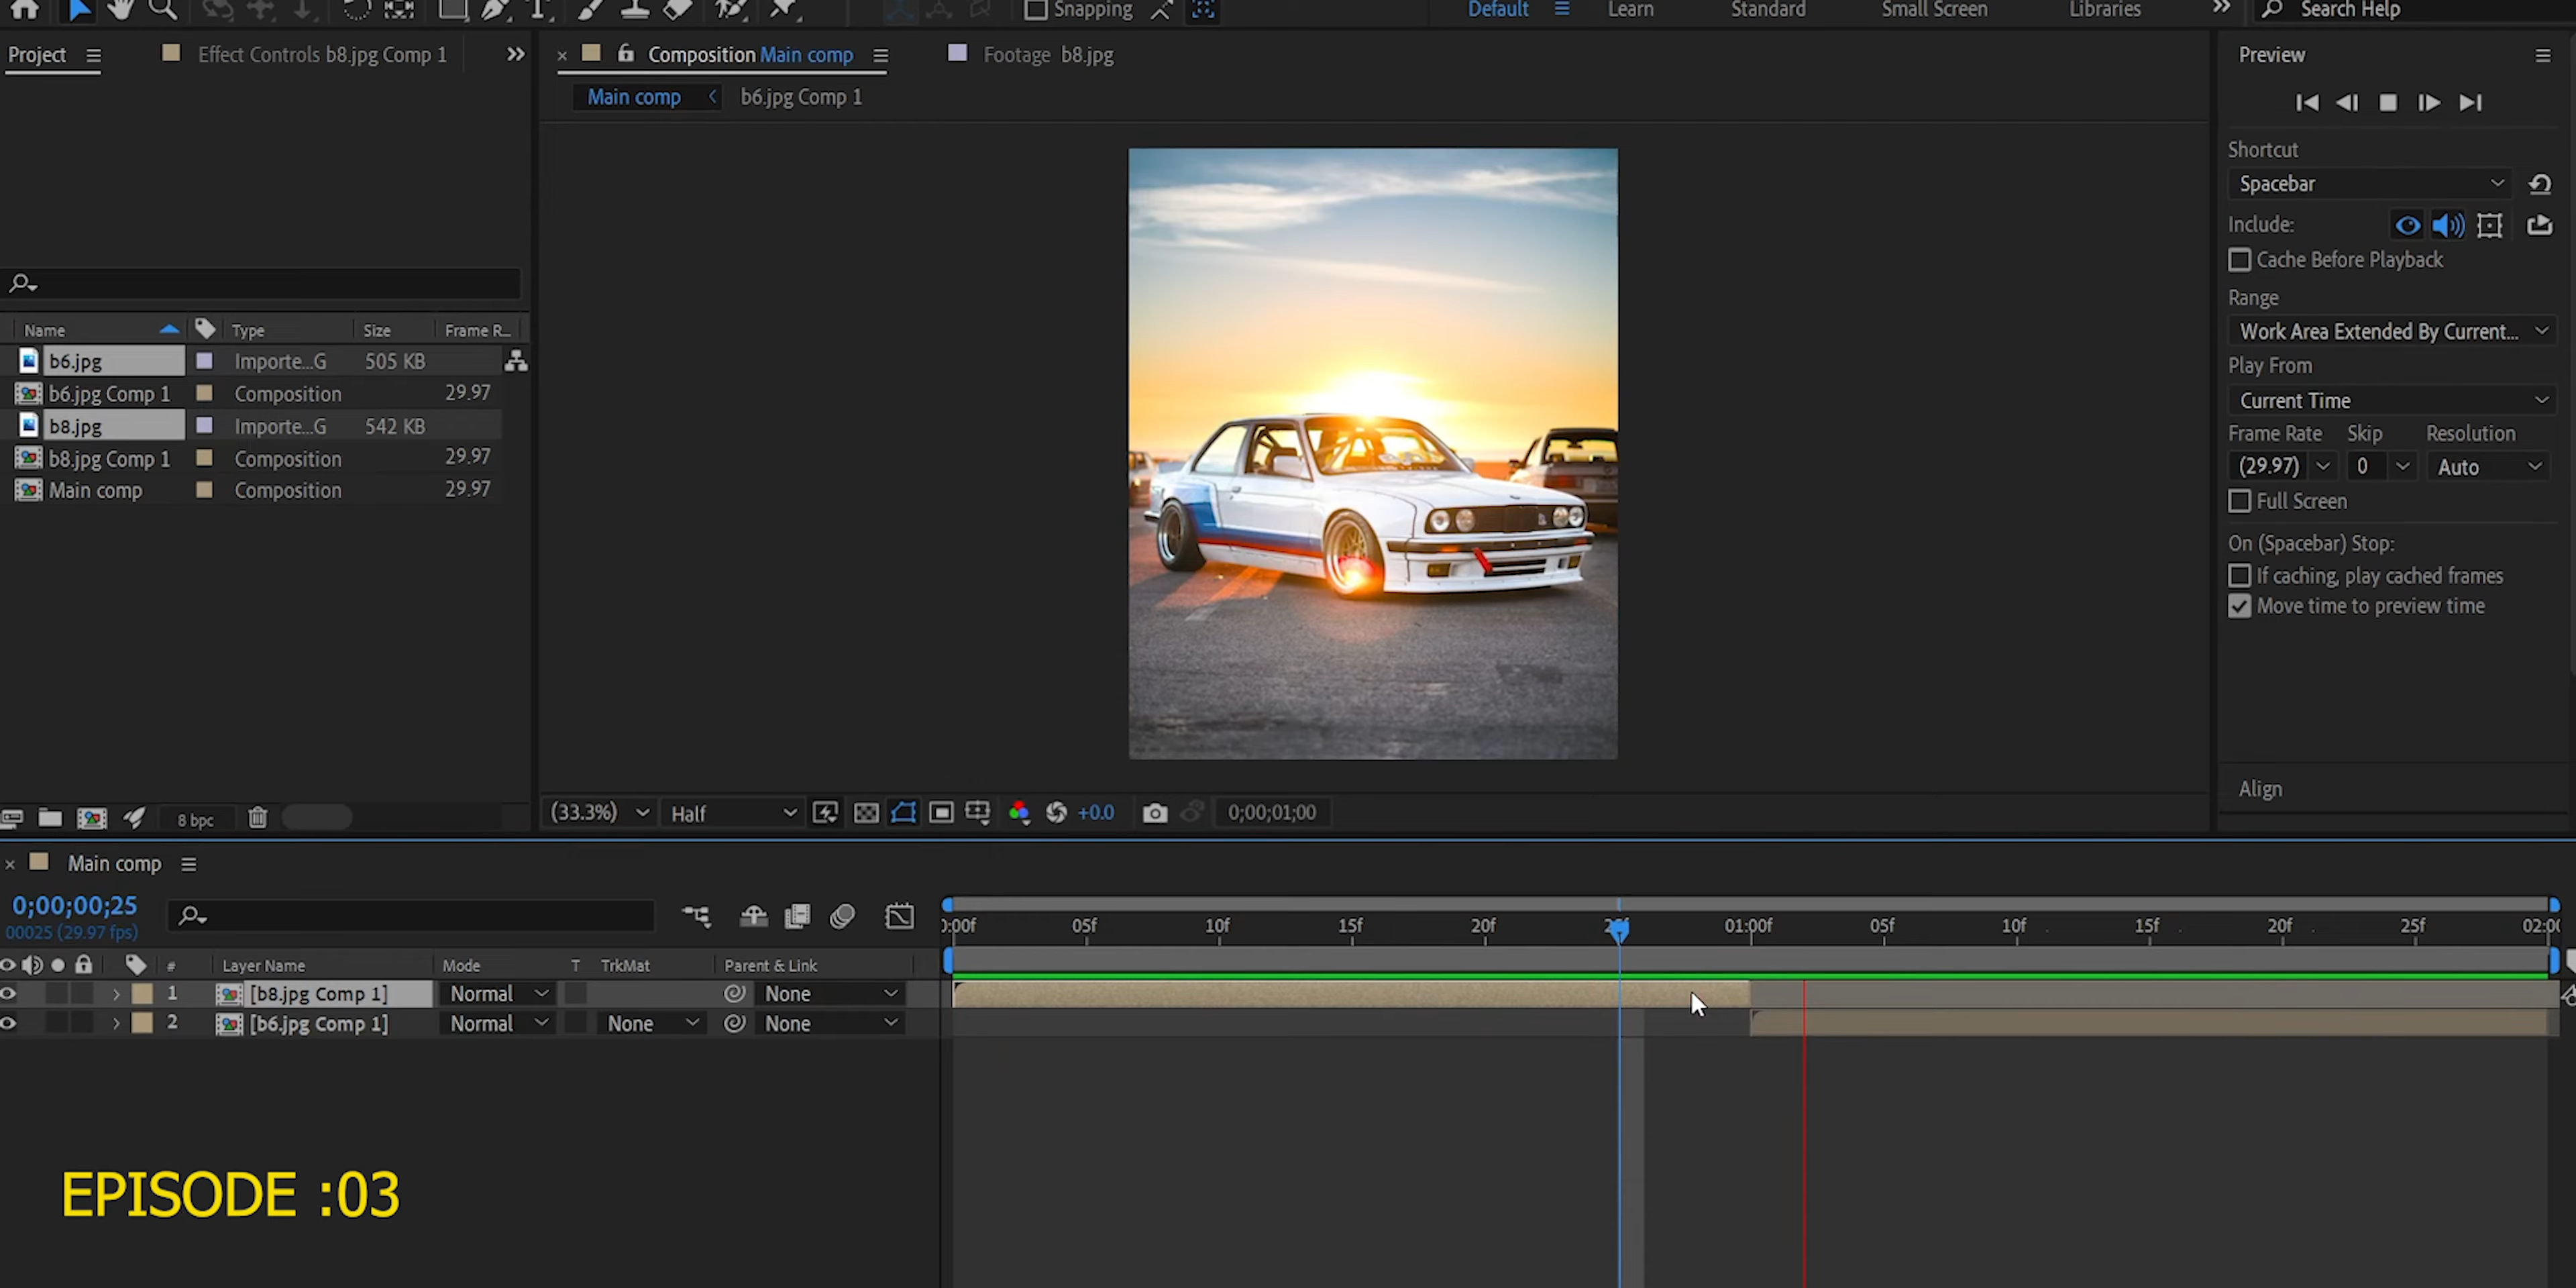 Snapping Default Learn Standard Small Screen Libraries Search Help
Project Effect Controls b8.jpg Comp 1
Composition Main comp Footage b8.jpg
Main comp b6.jpg Comp 1
Name Type Size Frame R...
b6.jpg Importe...G 505 KB
b6.jpg Comp 1 Composition 29.97
b8.jpg Importe...G 542 KB
b8.jpg Comp 1 Composition 29.97
Main comp Composition 29.97
8 bpc
(33.3%) Half +0.0 0;00;01;00
Preview
Shortcut
Spacebar
Include:
Cache Before Playback
Range
Work Area Extended By Current...
Play From
Current Time
Frame Rate Skip Resolution
(29.97) 0 Auto
Full Screen
On (Spacebar) Stop:
If caching, play cached frames
Move time to preview time
Align
Main comp
0;00;00;25
00025 (29.97 fps)
:00f 05f 10f 15f 20f 01:00f 05f 10f 15f 20f 25f 02:0
# Layer Name Mode T TrkMat Parent & Link
1 [b8.jpg Comp 1] Normal None
2 [b6.jpg Comp 1] Normal None None
EPISODE :03